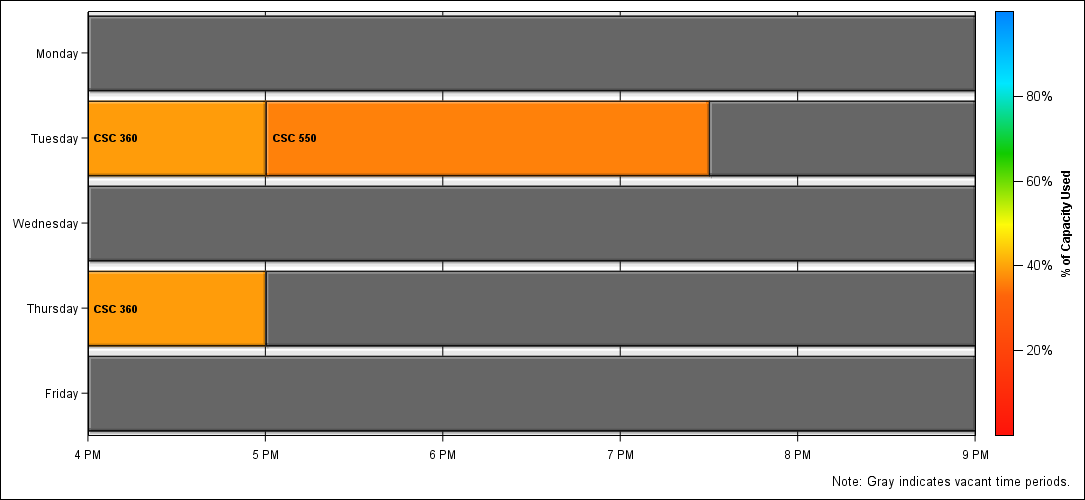 Monday
Tuesday
CSC 360
CSC 550
Wednesday
Thursday
CSC 360
Friday
4 PM
5 PM
6 PM
7 PM
8 PM
9 PM
80%
60%
40%
20%
% of Capacity Used
Note: Gray indicates vacant time periods.